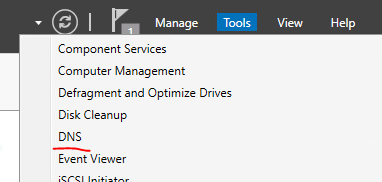 1 Manage Tools View Help
Component Services
Computer Management
Defragment and Optimize Drives
Disk Cleanup
DNS
Event Viewer
iSCSI Initiator